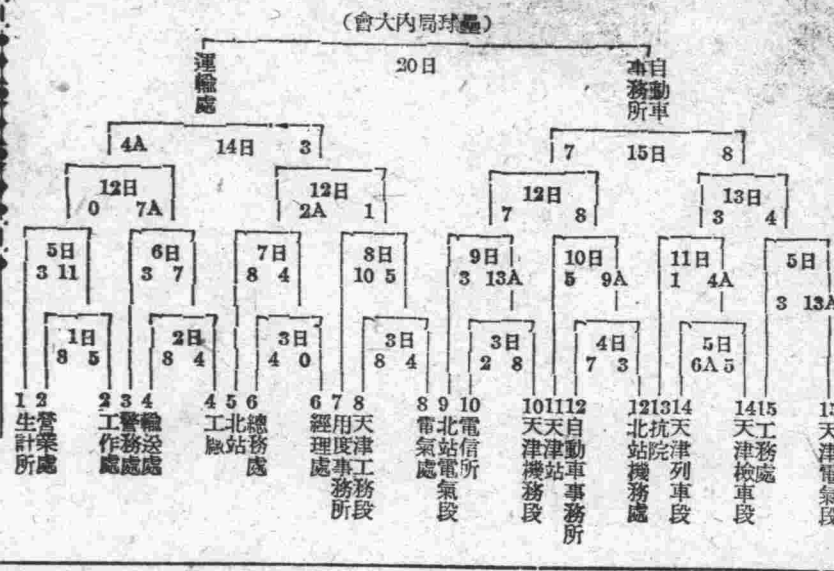 (會大內局球壘)
20日
運輸處
自動車
事務所
4A 14日 3
7 15日 8
12日
0 7A
12日
2A 1
12日
7 8
13日
3 4
5日
3 11
6日
3 7
7日
8 4
8日
10 5
9日
3 13A
10日
5 9A
11日
1 4A
5日
3 13A
1日
8 5
2日
8 4
3日
4 0
3日
8 4
3日
2 8
4日
7 3
5日
6A 5
1 生計所
2 營業處
2 工作處
3 警務處
4 輸送處
4 工廠
5 北站
6 總務處
6 經理處
7 用度事務所
8 天津工務段
8 電氣處
9 北站電氣段
10 電信所
10 天津機務段
11 天津站
12 自動車事務所
12 北站機務處
13 抗院
14 天津列車段
14 天津檢車段
15 工務處
天津電氣段